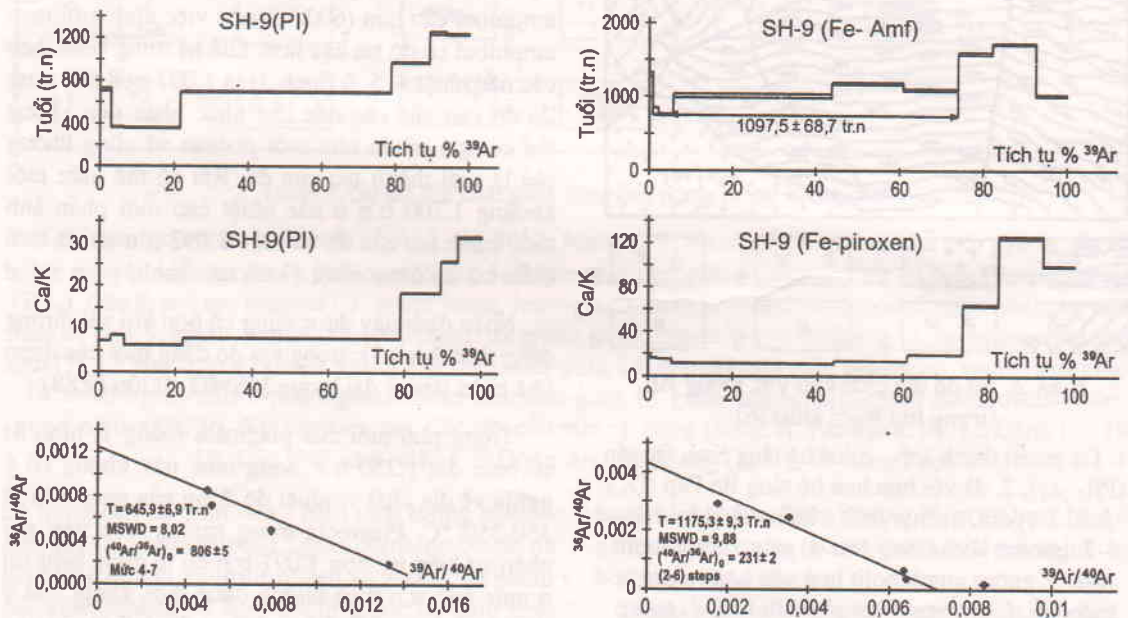 SH-9(PI)
Tuổi (tr.n)
1200
800
400
0
Tích tụ % ³⁹Ar
0 20 40 60 80 100
SH-9 (Fe- Amf)
Tuổi (tr.n)
2000
1000
0
1097,5 ± 68,7 tr.n
Tích tụ % ³⁹Ar
0 20 40 60 80 100
SH-9(PI)
Ca/K
30
20
10
0
Tích tụ % ³⁹Ar
0 20 40 60 80 100
SH-9 (Fe-piroxen)
Ca/K
120
80
40
0
Tích tụ % ³⁹Ar
0 20 40 60 80 100
³⁶Ar/⁴⁰Ar
0,0012
0,0008
0,0004
0,0000
T = 645,9±6,9 Tr.n
MSWD = 8,02
(⁴⁰Ar/³⁶Ar)₀ = 806±5
Mức 4-7
³⁹Ar/⁴⁰Ar
0 0,004 0,008 0,012 0,016
³⁶Ar/⁴⁰Ar
0,004
0,002
0
T = 1175,3±9,3 Tr.n
MSWD = 9,88
(⁴⁰Ar/³⁶Ar)₀ = 231±2
(2-6) steps
³⁹Ar/⁴⁰Ar
0 0,002 0,004 0,006 0,008 0,01